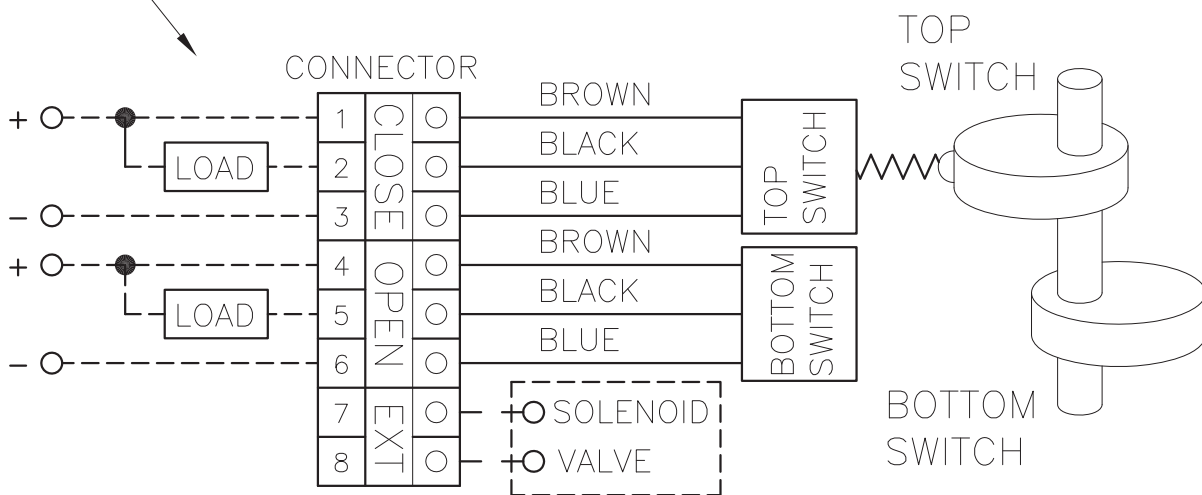 TOP
SWITCH
CONNECTOR
+
1
CLOSE
BROWN
LOAD
2
BLACK
TOP
SWITCH
-
3
BLUE
+
4
OPEN
BROWN
LOAD
5
BLACK
BOTTOM
SWITCH
-
6
BLUE
7
EXT
SOLENOID
8
VALVE
BOTTOM
SWITCH